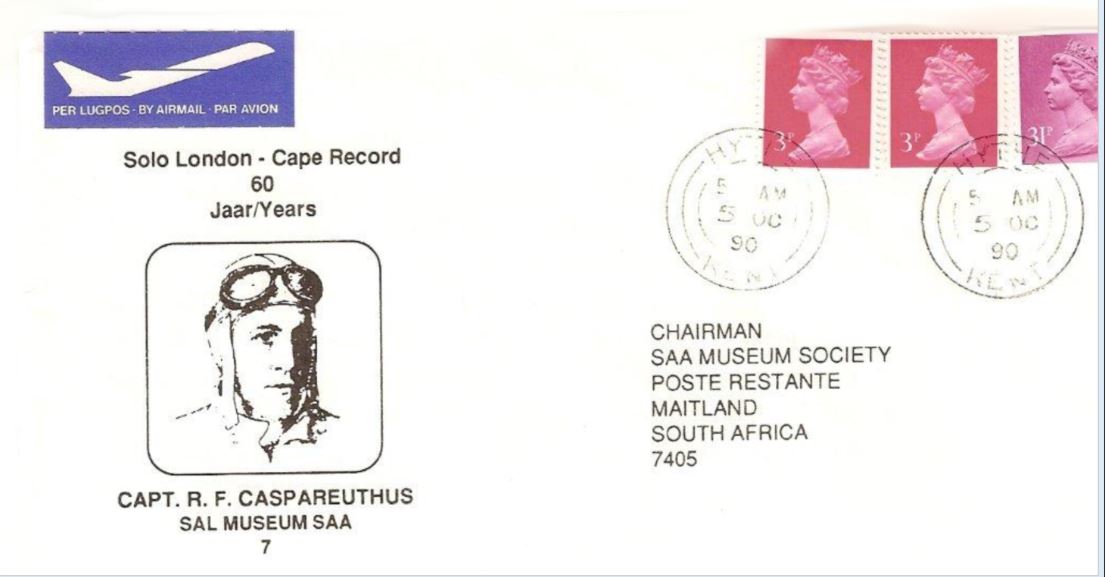 PER LUGPOS - BY AIRMAIL - PAR AVION
Solo London - Cape Record
60
Jaar/Years
CAPT. R. F. CASPAREUTHUS
SAL MUSEUM SAA
7
3P
3P
31P
HYTHE
5 AM
5 OC
90
KENT
HYTHE
5 AM
5 OC
90
KENT
CHAIRMAN
SAA MUSEUM SOCIETY
POSTE RESTANTE
MAITLAND
SOUTH AFRICA
7405